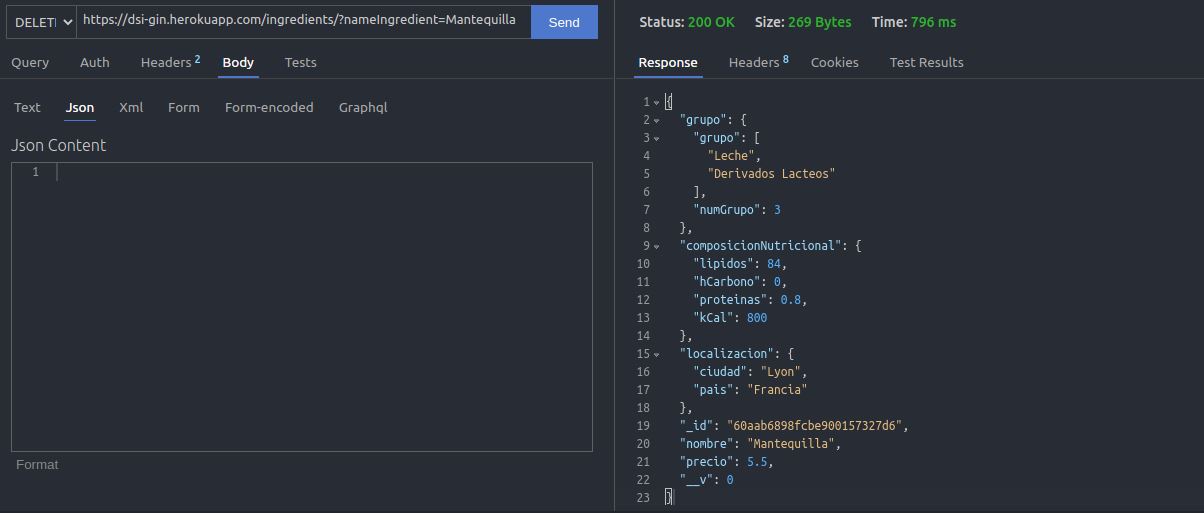 DELETE https://dsi-gin.herokuapp.com/ingredients/?nameIngredient=Mantequilla Send
Query Auth Headers 2 Body Tests
Text Json Xml Form Form-encoded Graphql
Json Content
1
Format
Status: 200 OK Size: 269 Bytes Time: 796 ms
Response Headers 8 Cookies Test Results
1 {
2 "grupo": {
3 "grupo": [
4 "Leche",
5 "Derivados Lacteos"
6 ],
7 "numGrupo": 3
8 },
9 "composicionNutricional": {
10 "lipidos": 84,
11 "hCarbono": 0,
12 "proteinas": 0.8,
13 "kCal": 800
14 },
15 "localizacion": {
16 "ciudad": "Lyon",
17 "pais": "Francia"
18 },
19 "_id": "60aab6898fcbe900157327d6",
20 "nombre": "Mantequilla",
21 "precio": 5.5,
22 "__v": 0
23 }